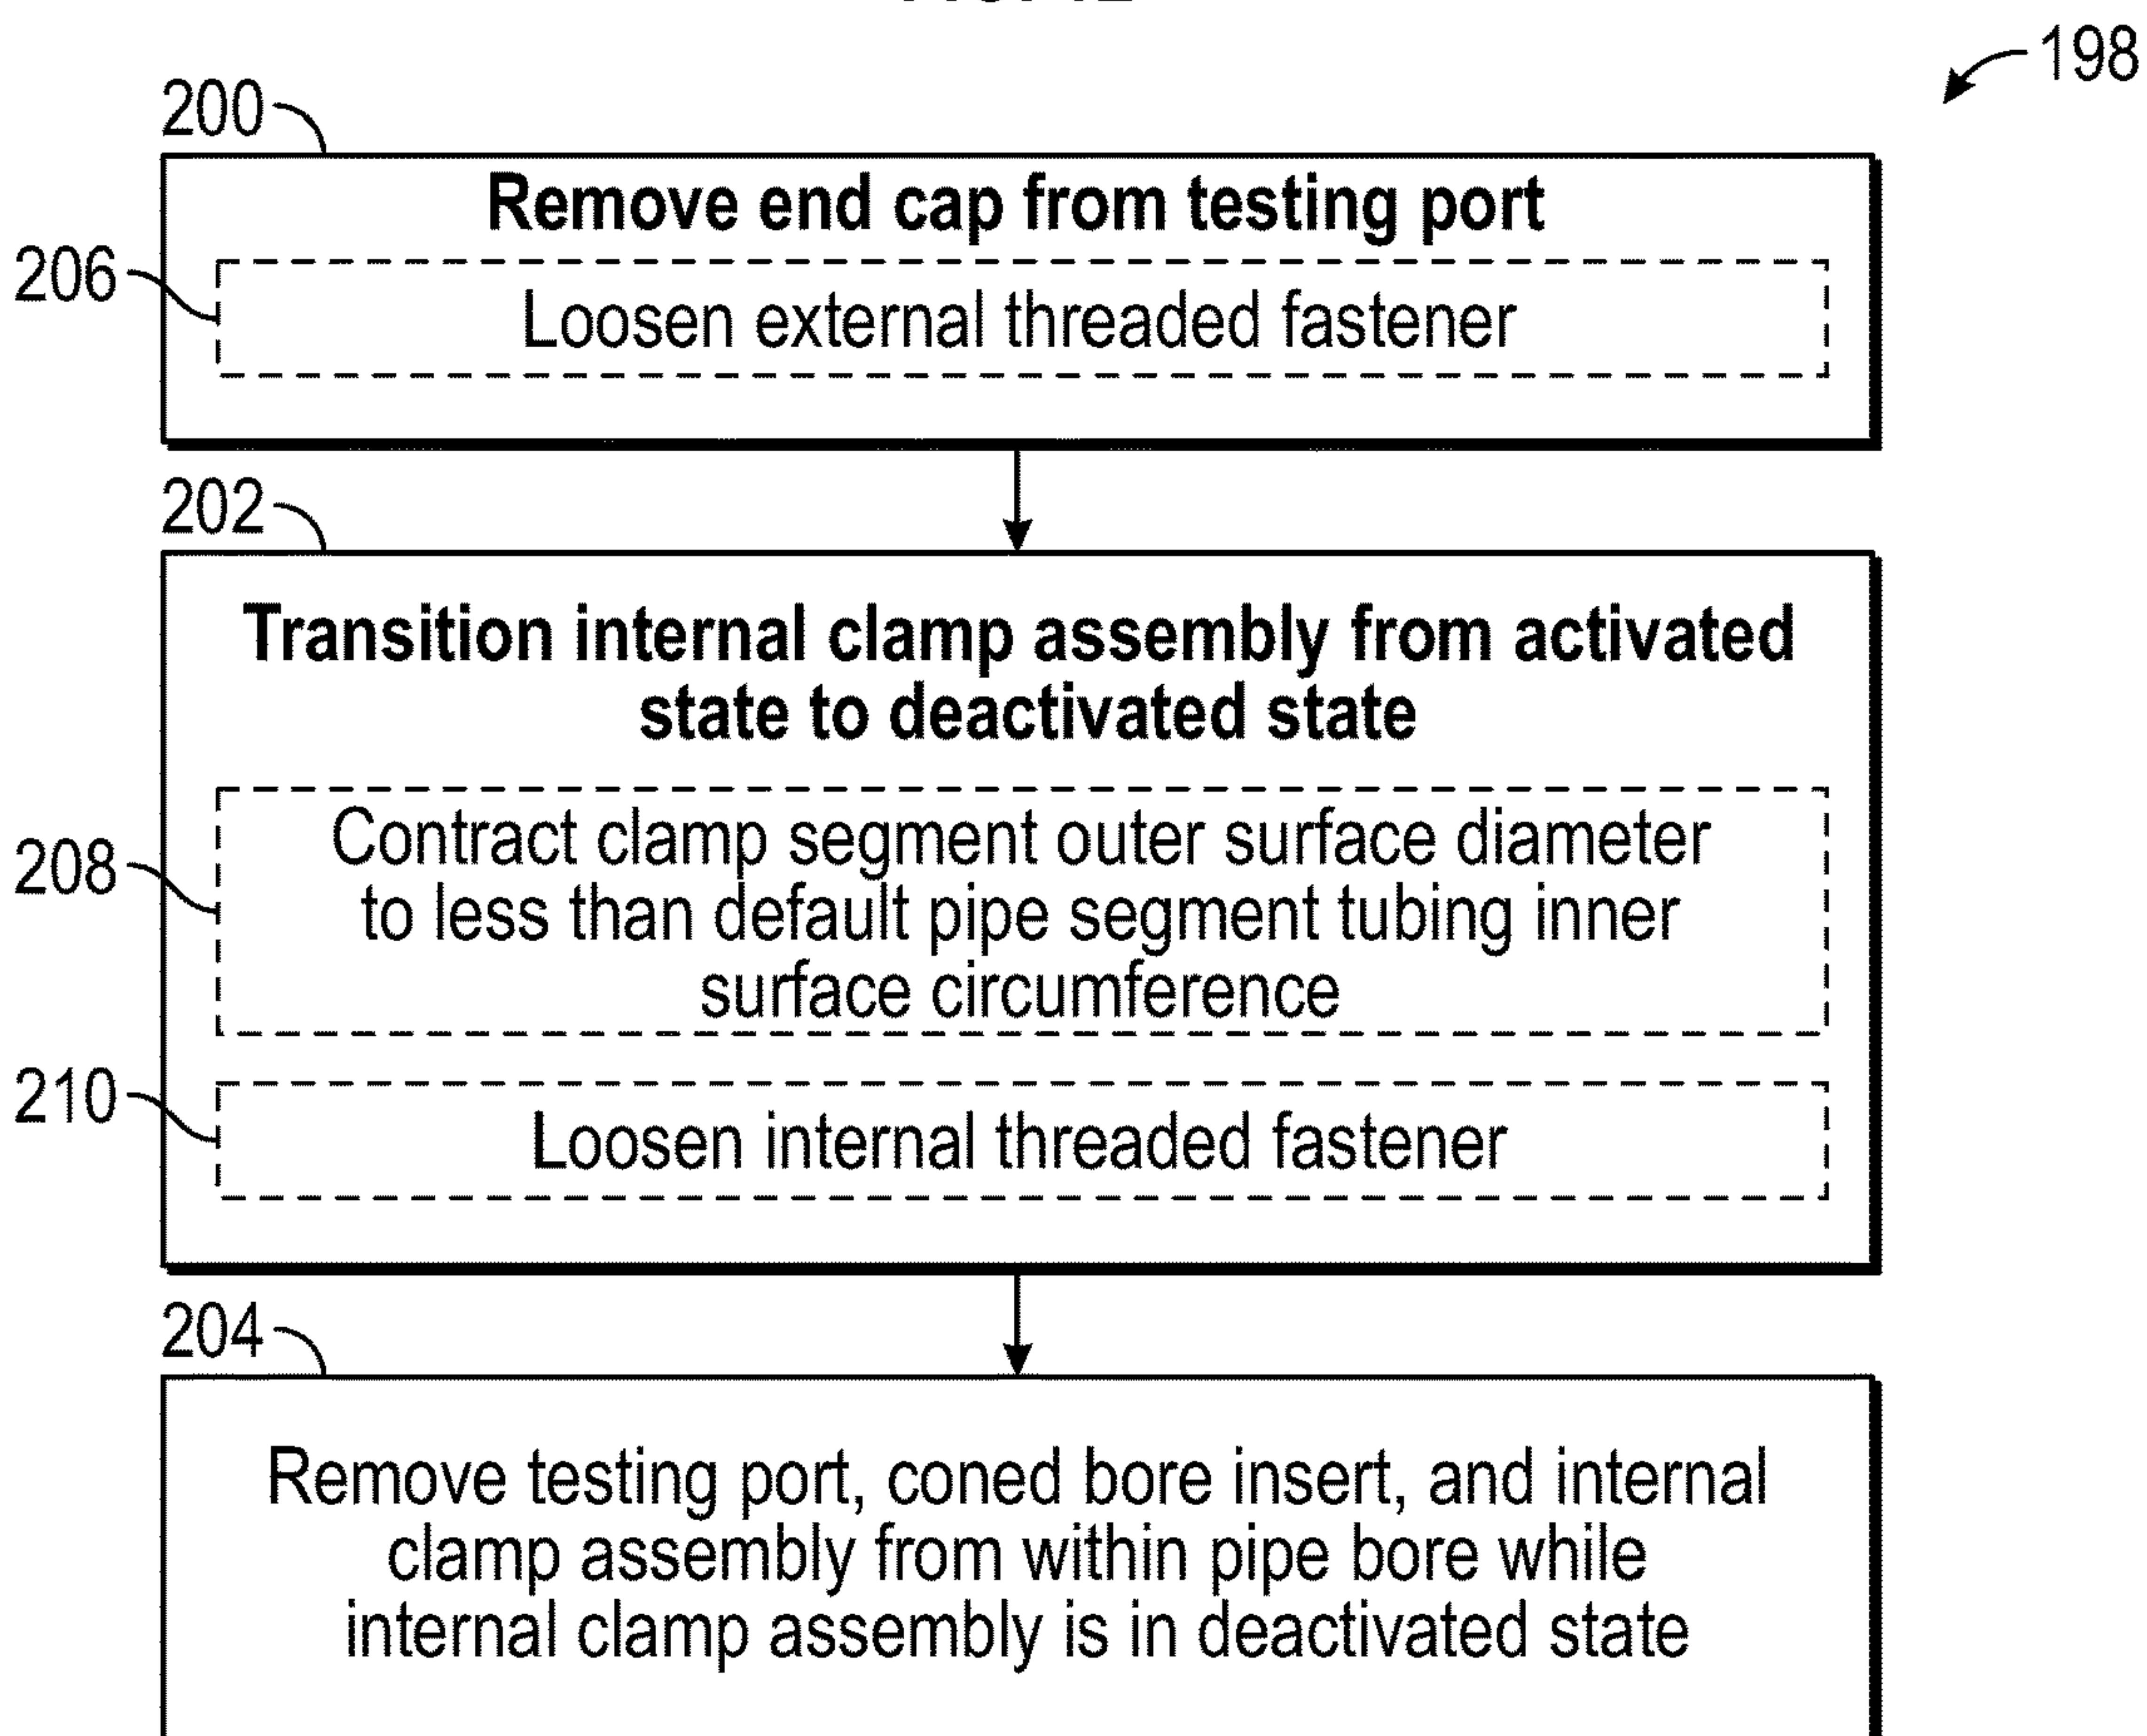 198
200
Remove end cap from testing port
206
Loosen external threaded fastener
202
Transition internal clamp assembly from activated
state to deactivated state
208
Contract clamp segment outer surface diameter
to less than default pipe segment tubing inner
surface circumference
210
Loosen internal threaded fastener
204
Remove testing port, coned bore insert, and internal
clamp assembly from within pipe bore while
internal clamp assembly is in deactivated state